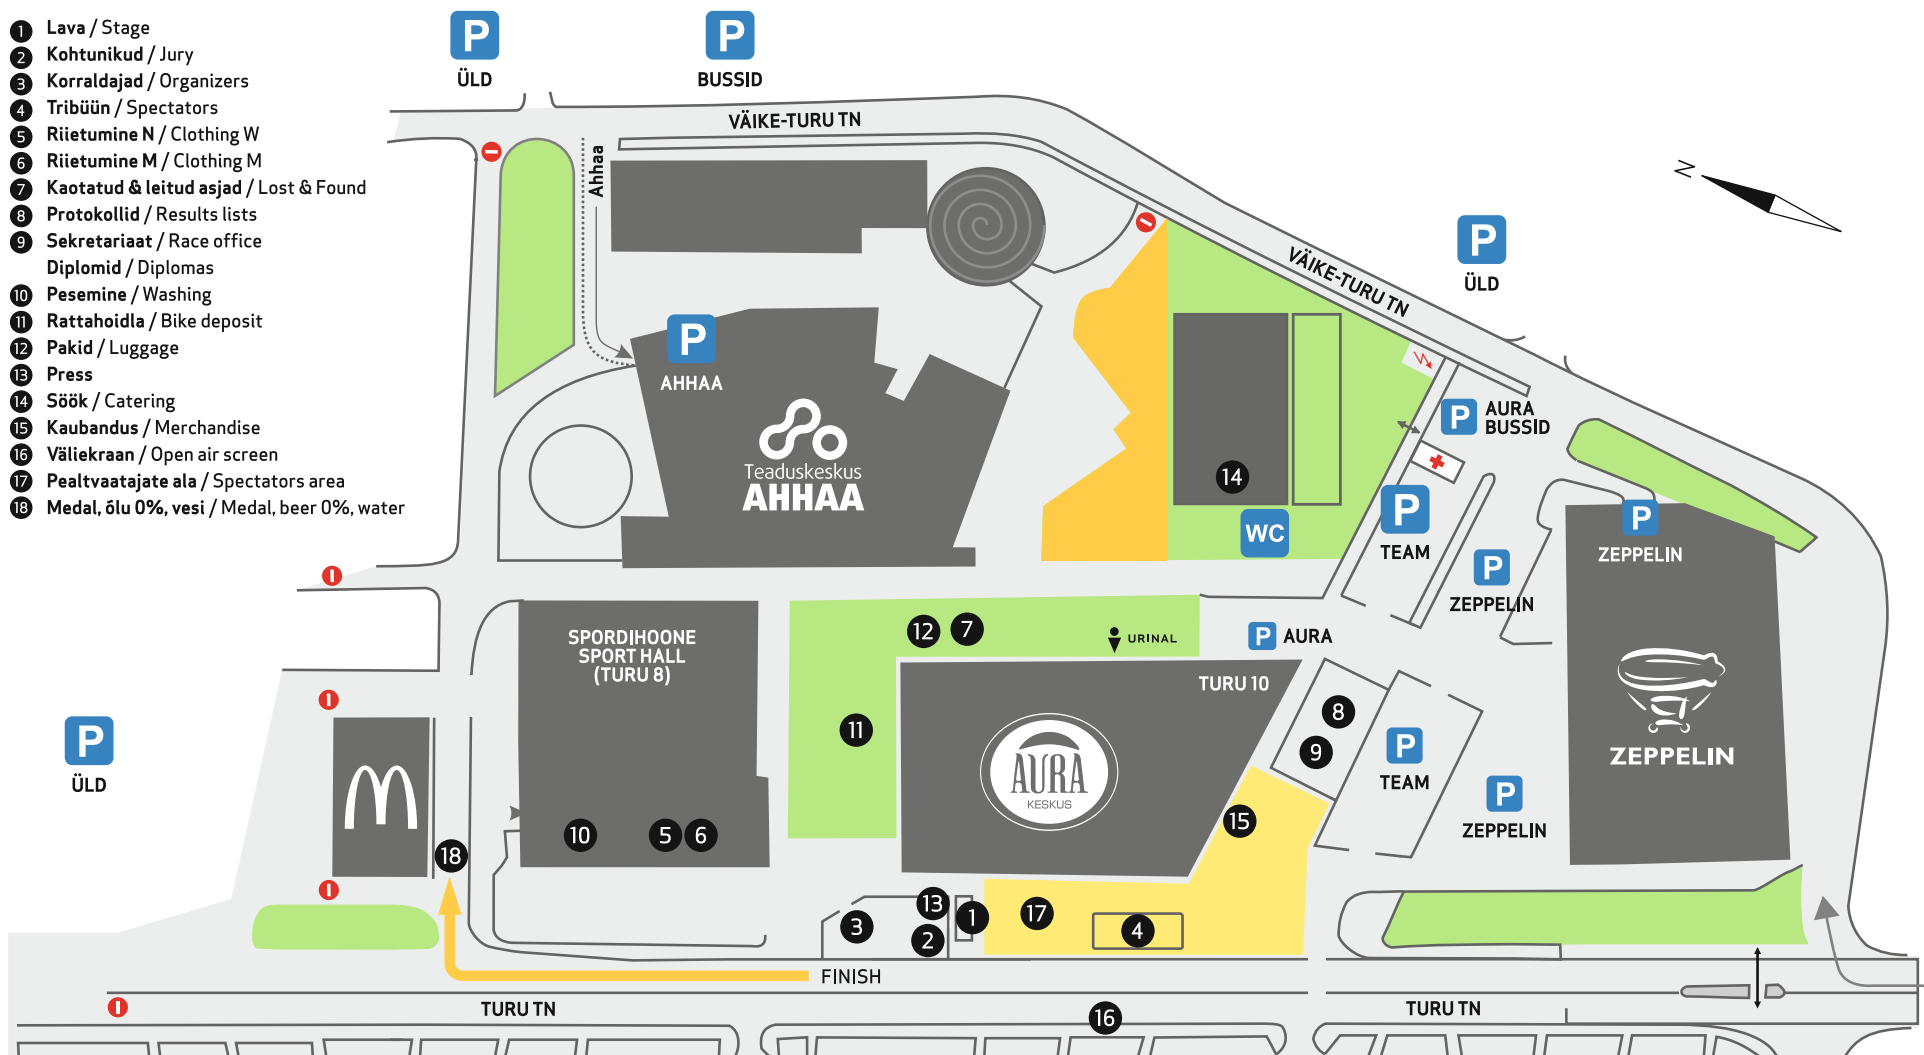 1 Lava / Stage
2 Kohtunikud / Jury
3 Korraldajad / Organizers
4 Tribüün / Spectators
5 Riietumine N / Clothing W
6 Riietumine M / Clothing M
7 Kaotatud & leitud asjad / Lost & Found
8 Protokollid / Results lists
9 Sekretariaat / Race office
Diplomid / Diplomas
10 Pesemine / Washing
11 Rattahoidla / Bike deposit
12 Pakid / Luggage
13 Press
14 Söök / Catering
15 Kaubandus / Merchandise
16 Väliekraan / Open air screen
17 Pealtvaatajate ala / Spectators area
18 Medal, õlu 0%, vesi / Medal, beer 0%, water
P
ÜLD
P
BUSSID
VÄIKE-TURU TN
Ahhaa
N
P
ÜLD
VÄIKE-TURU TN
P
AHHAA
Teaduskeskus
AHHAA
P
AURA
BUSSID
14
WC
P
TEAM
P
ZEPPELIN
P
ZEPPELIN
SPORDIHOONE
SPORT HALL
(TURU 8)
12
7
URINAL
P AURA
TURU 10
8
9
11
AURA
KESKUS
P
TEAM
ZEPPELIN
P
ÜLD
P
ZEPPELIN
10
5
6
15
18
13
1
17
4
3
2
FINISH
TURU TN
16
TURU TN